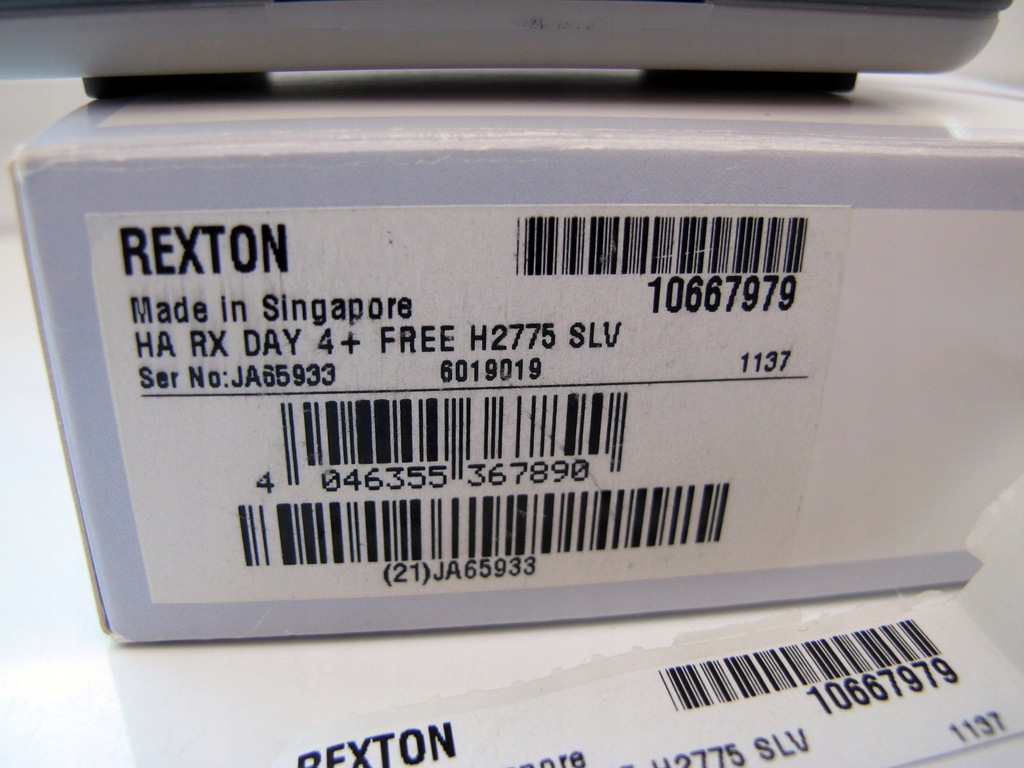 REXTON
10667979
Made in Singapore
HA RX DAY 4+ FREE H2775 SLV
Ser No:JA65933 6019019 1137
4 046355 367890
(21)JA65933
10667979
REXTON
H2775 SLV 1137